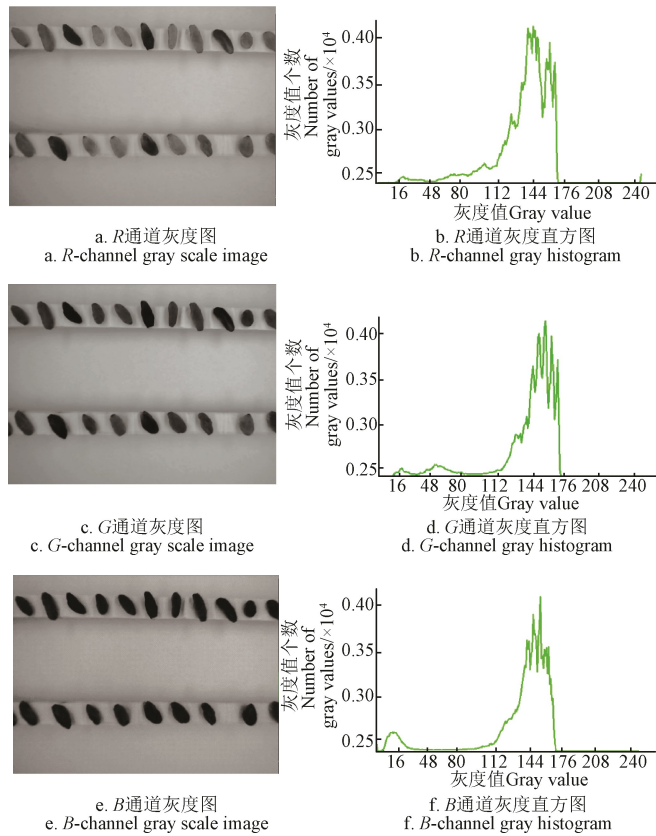 灰度值个数
Number of
gray values/×10⁴
0.40
0.35
0.30
0.25
16 48 80 112 144 176 208 240
灰度值Gray value
a. R通道灰度图
a. R-channel gray scale image
b. R通道灰度直方图
b. R-channel gray histogram
灰度值个数
Number of
gray values/×10⁴
0.40
0.35
0.30
0.25
16 48 80 112 144 176 208 240
灰度值Gray value
c. G通道灰度图
c. G-channel gray scale image
d. G通道灰度直方图
d. G-channel gray histogram
灰度值个数
Number of
gray values/×10⁴
0.40
0.35
0.30
0.25
16 48 80 112 144 176 208 240
灰度值Gray value
e. B通道灰度图
e. B-channel gray scale image
f. B通道灰度直方图
f. B-channel gray histogram